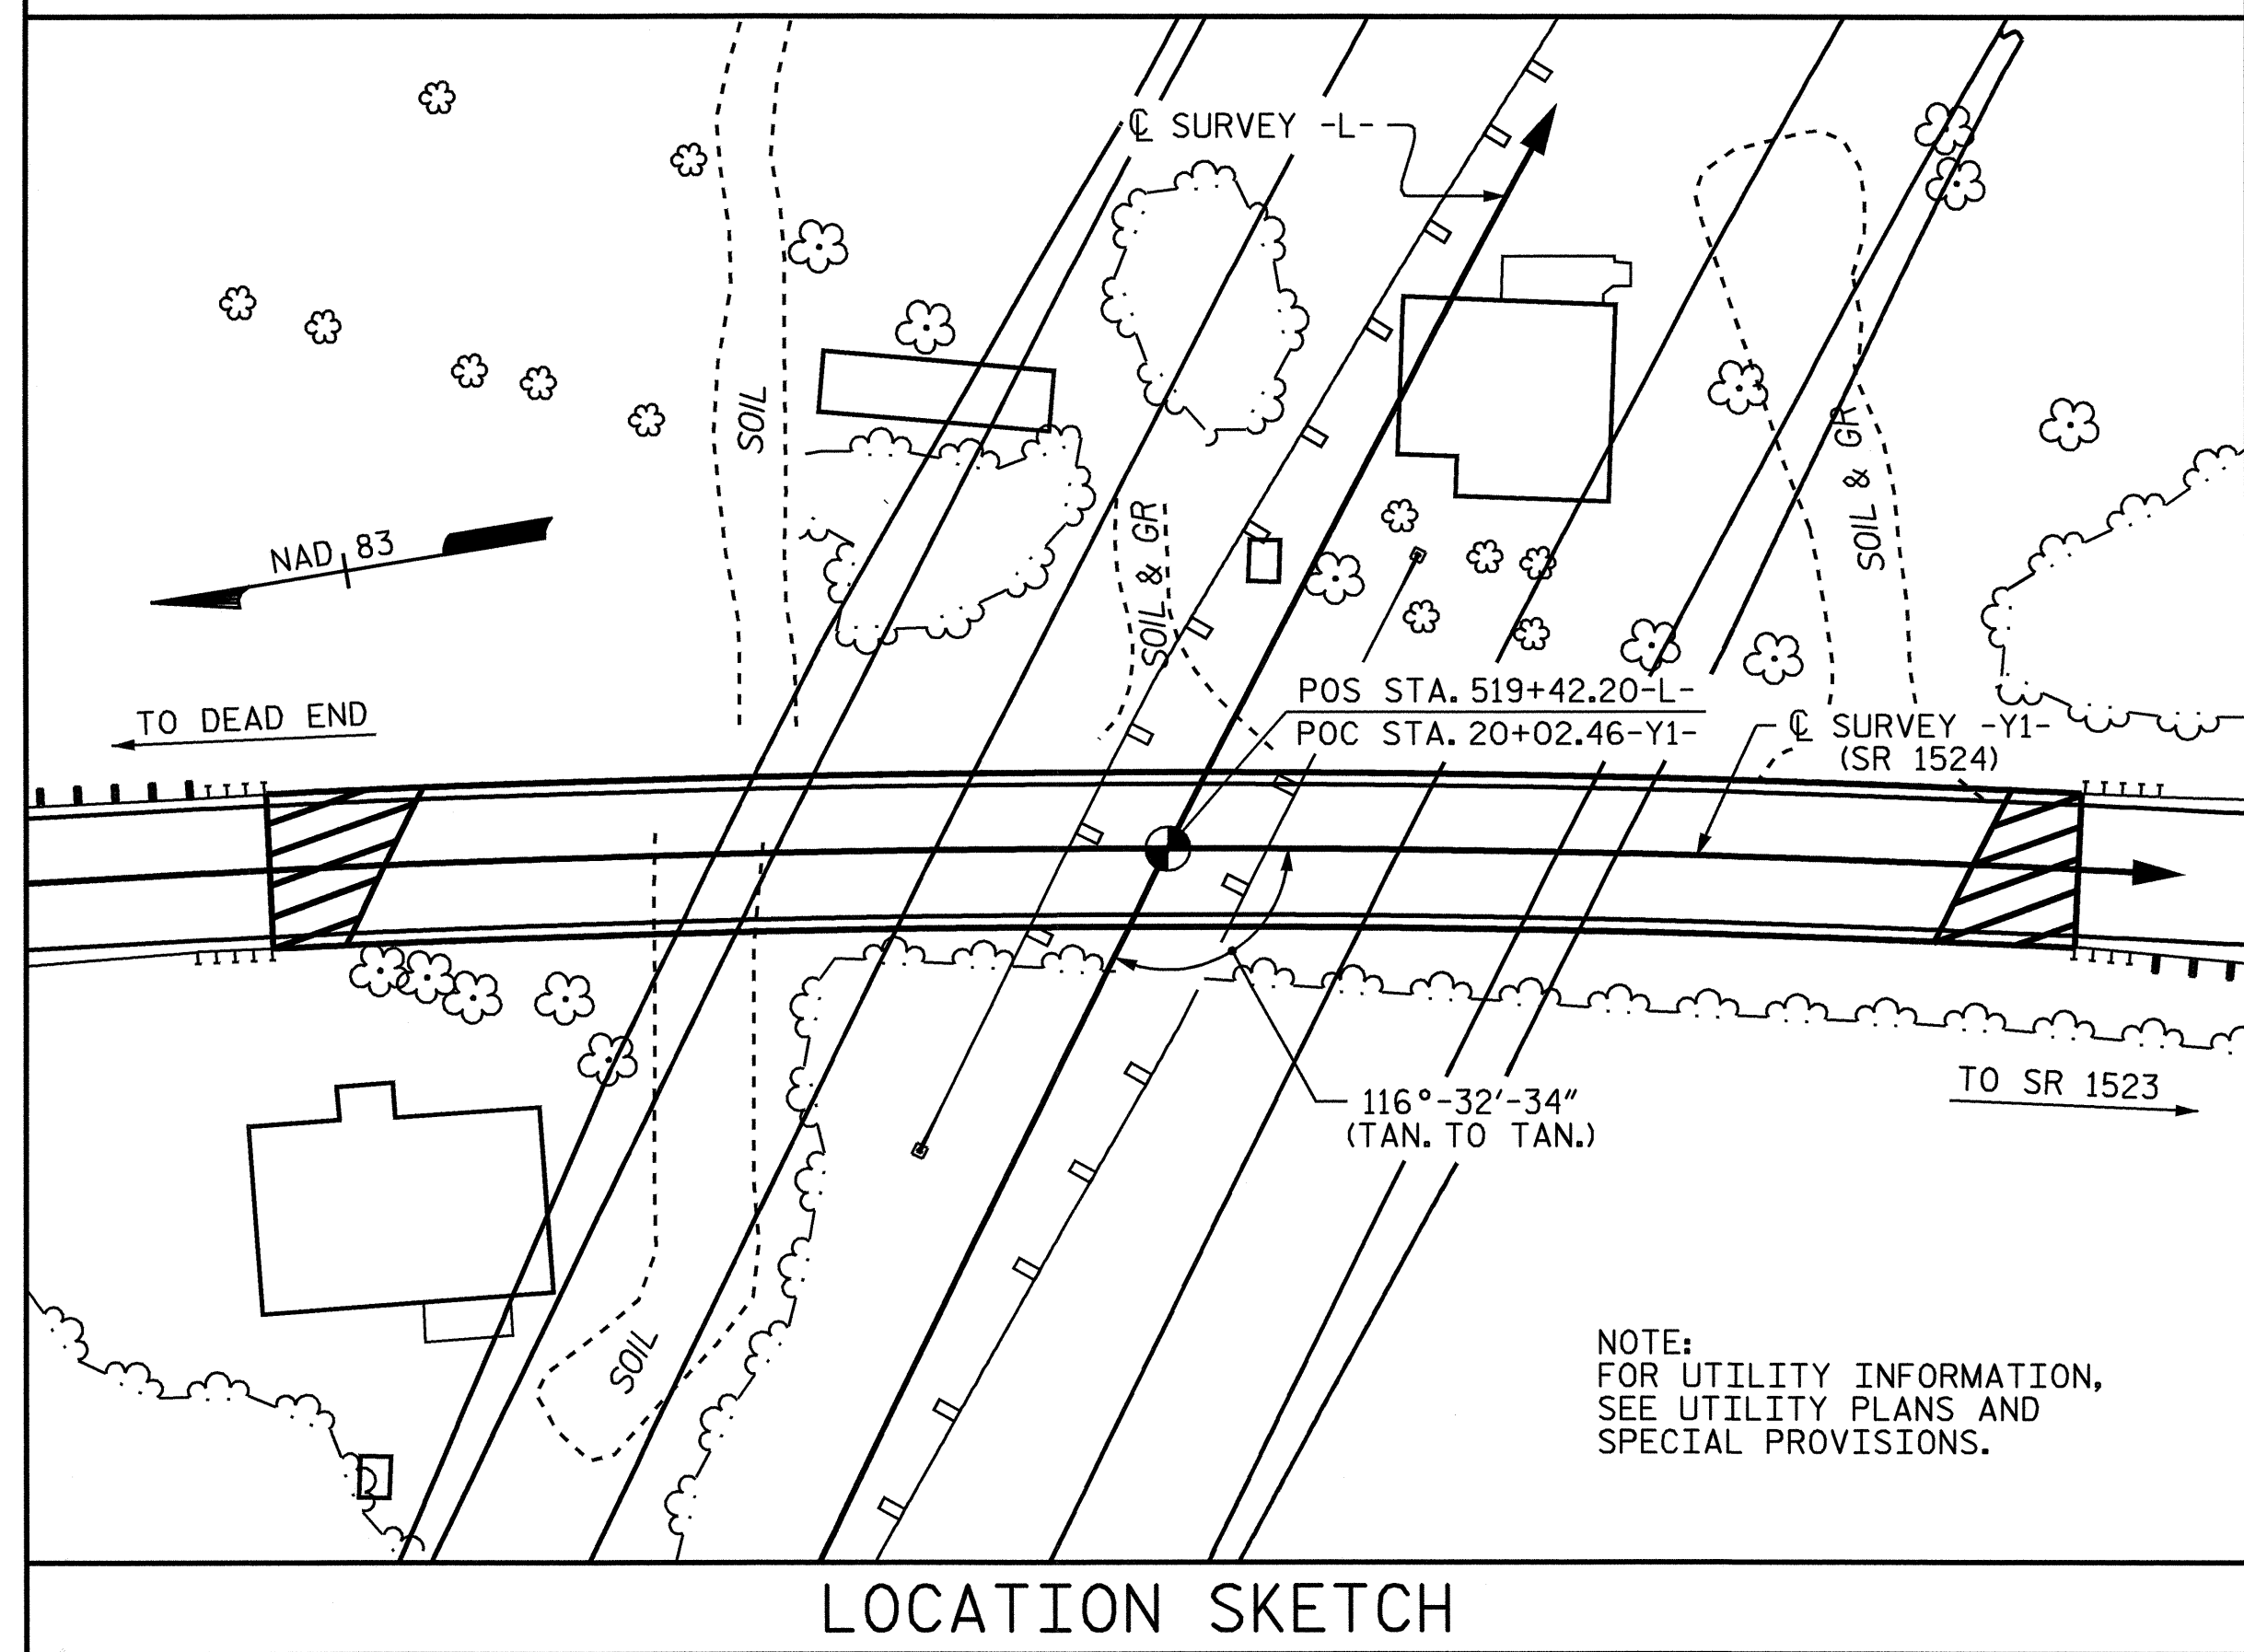 ℄ SURVEY -L-
SOIL
SOIL & GR
SOIL & GR
NAD 83
POS STA. 519+42.20-L-
POC STA. 20+02.46-Y1-
TO DEAD END
℄ SURVEY -Y1-
(SR 1524)
TO SR 1523
116°-32'-34"
(TAN. TO TAN.)
SOIL
NOTE:
FOR UTILITY INFORMATION,
SEE UTILITY PLANS AND
SPECIAL PROVISIONS.
LOCATION SKETCH